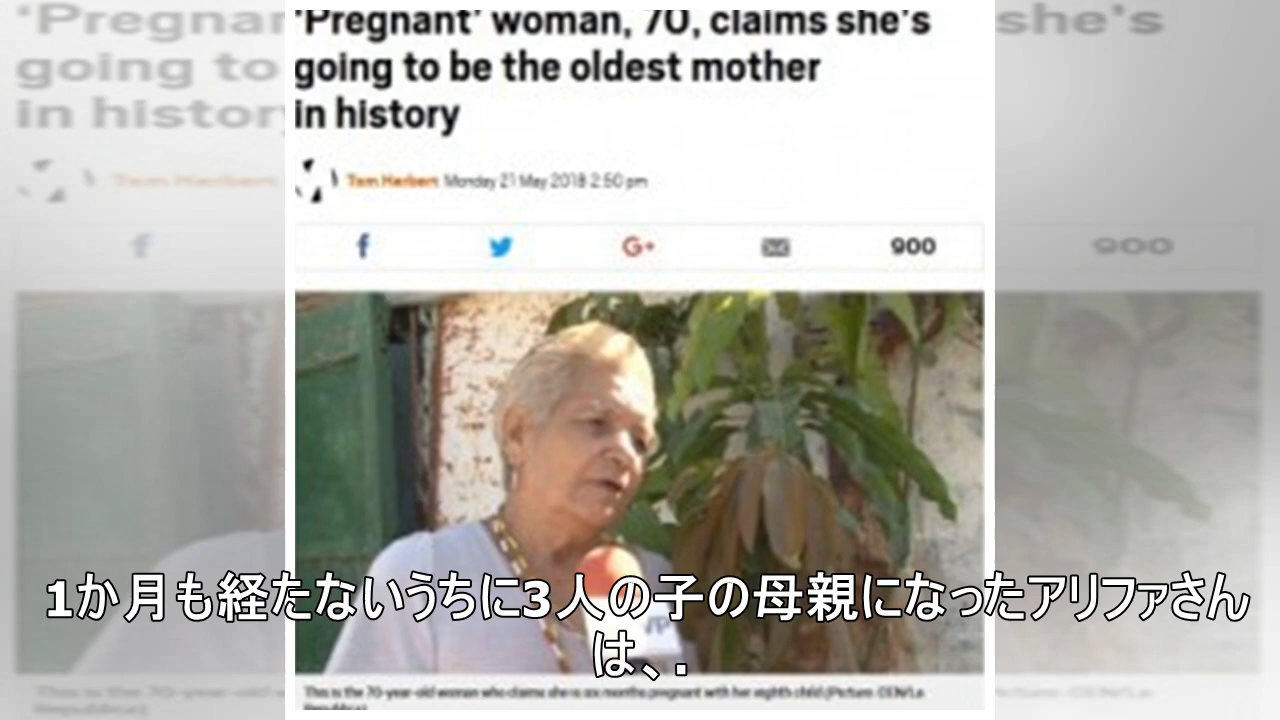 'Pregnant' woman, 70, claims she's
going to be the oldest mother
in history
Tom Herbert Monday 21 May 2018 2:50 pm
f
G+
900
1か月も経たないうちに3人の子の母親になったアリファさん
は、.
This is the 70-year-old woman who claims she is six months pregnant with her eighth child (Picture: CEN/La
Republica)